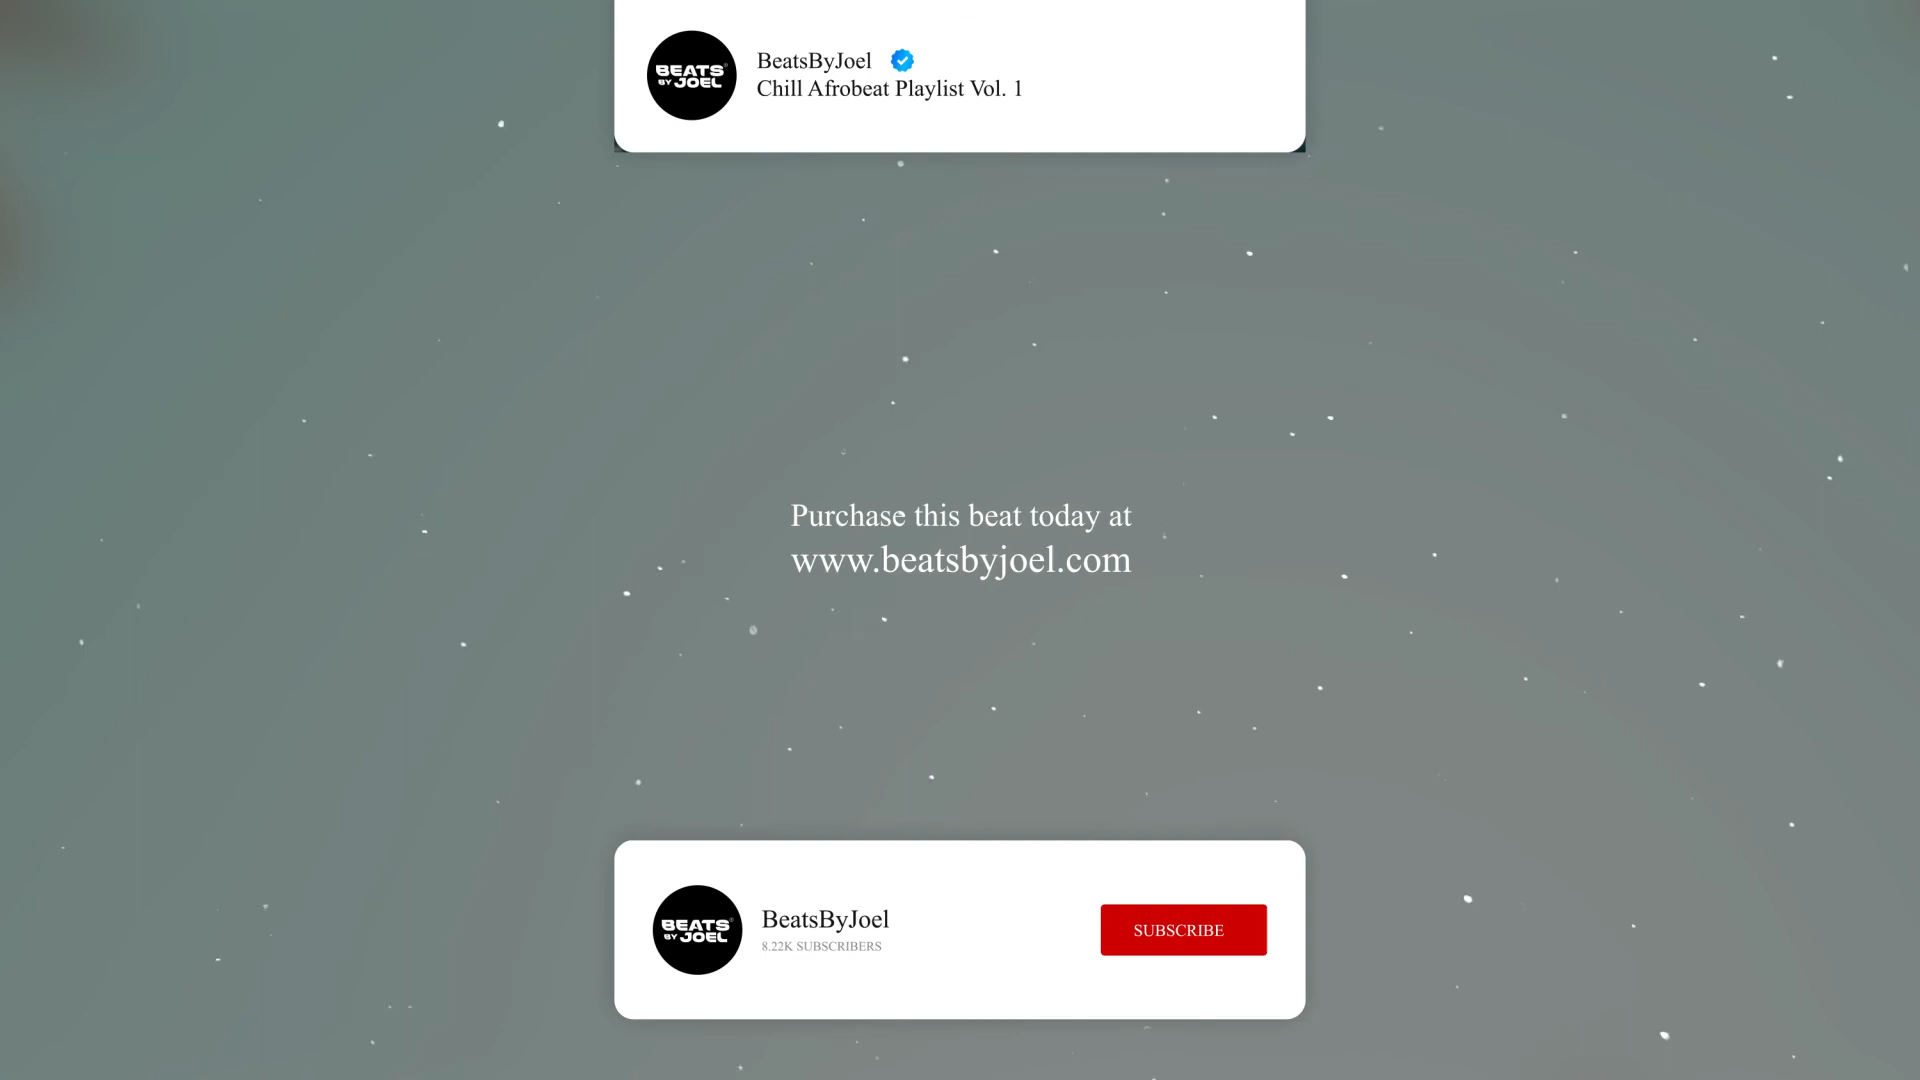 BEATS
BY JOEL
BeatsByJoel
Chill Afrobeat Playlist Vol. 1
Purchase this beat today at
www.beatsbyjoel.com
BEATS
BY JOEL
BeatsByJoel
8.22K SUBSCRIBERS
SUBSCRIBE